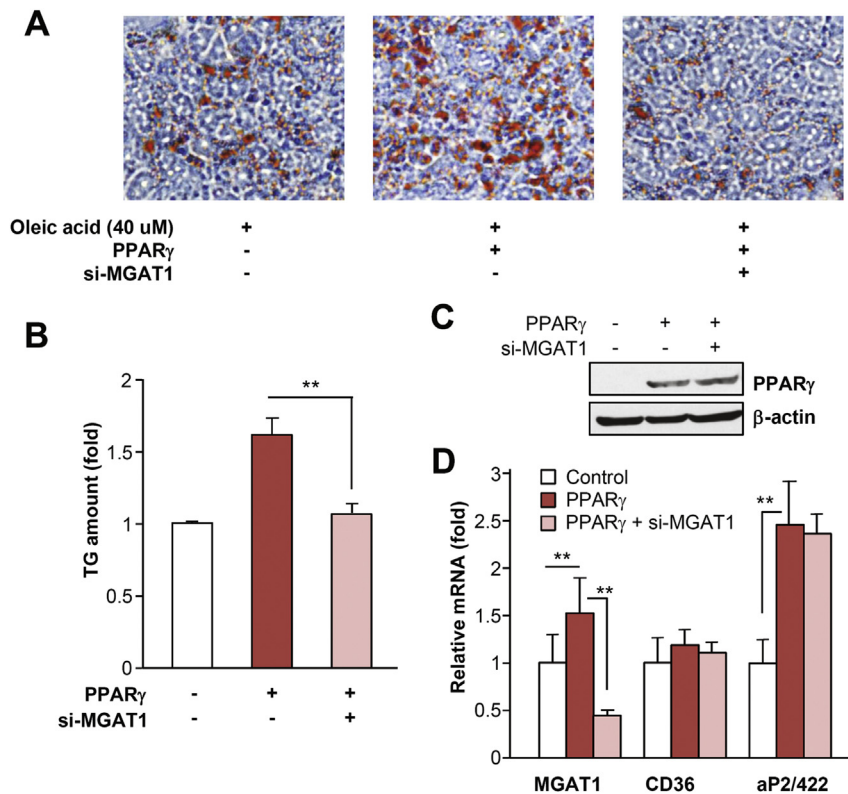 A
Oleic acid (40 uM) + + +
PPARγ - + +
si-MGAT1 - - +
B
TG amount (fold)
2
1.5
1
0.5
0
**
PPARγ - + +
si-MGAT1 - - +
C
PPARγ - + +
si-MGAT1 - - +
PPARγ
β-actin
D
Relative mRNA (fold)
3
2.5
2
1.5
1
0.5
0
Control
PPARγ
PPARγ + si-MGAT1
**
**
**
MGAT1 CD36 aP2/422